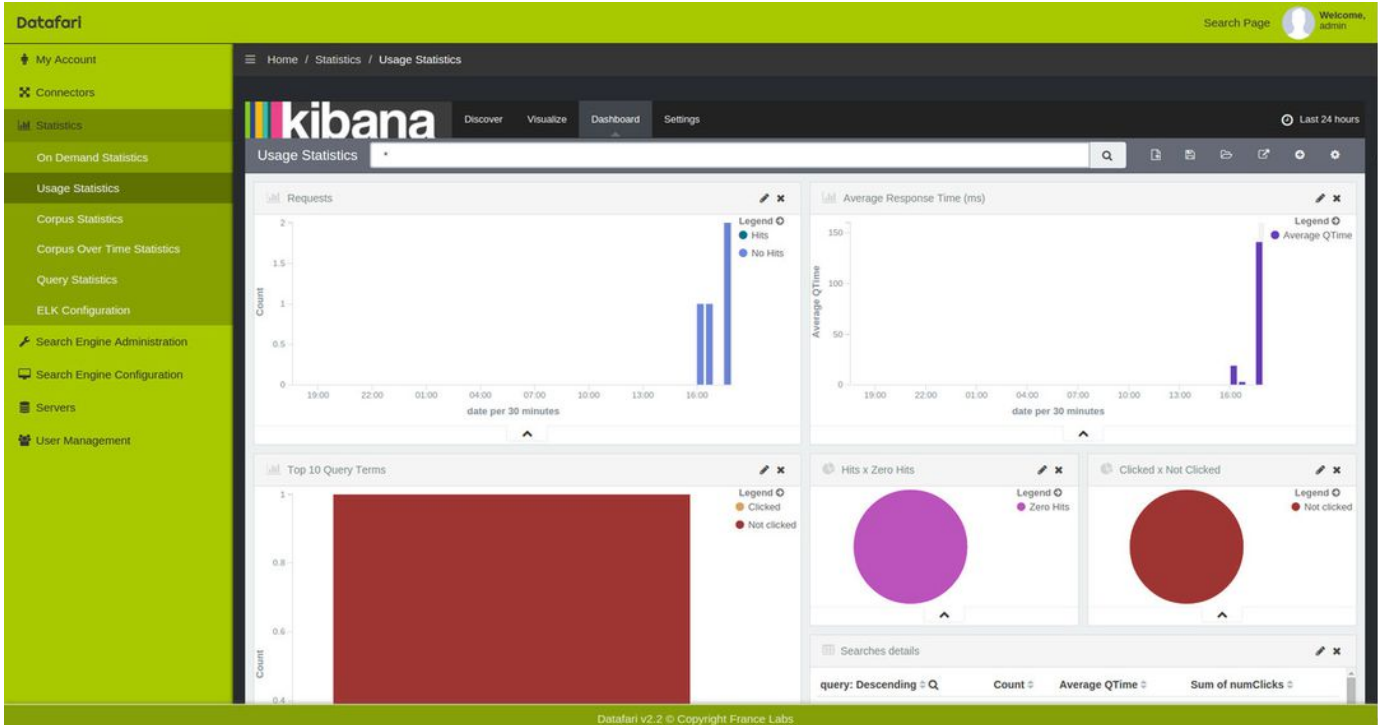 Datafari
Search Page
Welcome,
admin
My Account
Connectors
Statistics
On Demand Statistics
Usage Statistics
Corpus Statistics
Corpus Over Time Statistics
Query Statistics
ELK Configuration
Search Engine Administration
Search Engine Configuration
Servers
User Management
Home / Statistics / Usage Statistics
kibana
Discover Visualize Dashboard Settings
Last 24 hours
Usage Statistics *
Requests
Legend
Hits
No Hits
2
1.5
1
0.5
0
Count
19:00 22:00 01:00 04:00 07:00 10:00 13:00 16:00
date per 30 minutes
Average Response Time (ms)
Legend
Average QTime
150
100
50
0
Average QTime
19:00 22:00 01:00 04:00 07:00 10:00 13:00 16:00
date per 30 minutes
Top 10 Query Terms
Legend
Clicked
Not clicked
1
0.8
0.6
0.4
Count
Hits x Zero Hits
Legend
Zero Hits
Clicked x Not Clicked
Legend
Not clicked
Searches details
query: Descending Count Average QTime Sum of numClicks
Datafari v2.2 © Copyright France Labs